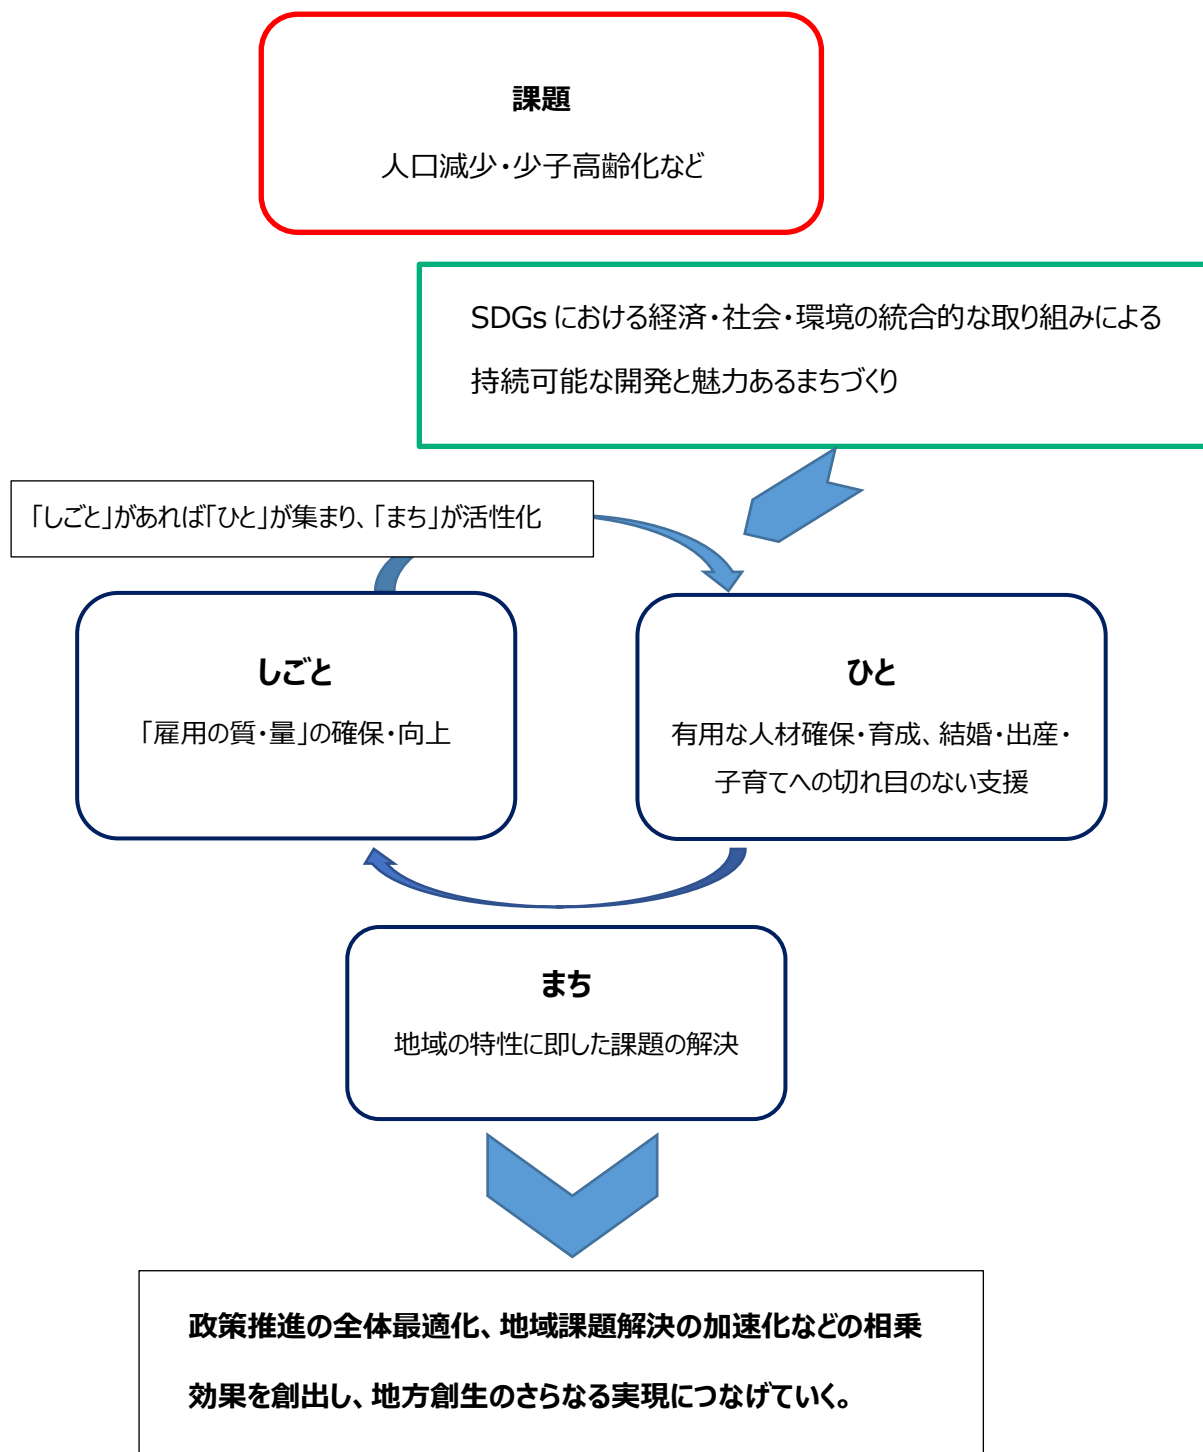 課題
人口減少・少子高齢化など
SDGs における経済・社会・環境の統合的な取り組みによる
持続可能な開発と魅力あるまちづくり
「しごと」があれば「ひと」が集まり、「まち」が活性化
しごと
「雇用の質・量」の確保・向上
ひと
有用な人材確保・育成、結婚・出産・
子育てへの切れ目のない支援
まち
地域の特性に即した課題の解決
政策推進の全体最適化、地域課題解決の加速化などの相乗
効果を創出し、地方創生のさらなる実現につなげていく。